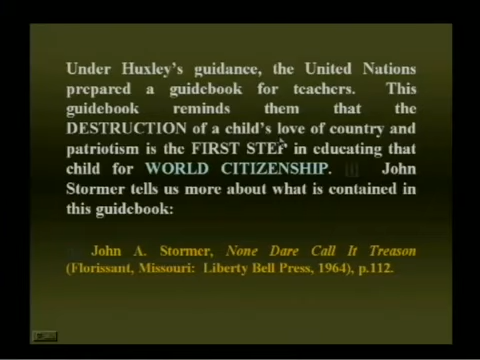 Under Huxley's guidance, the United Nations
prepared a guidebook for teachers. This
guidebook reminds them that the
DESTRUCTION of a child's love of country and
patriotism is the FIRST STEP in educating that
child for WORLD CITIZENSHIP. John
Stormer tells us more about what is contained in
this guidebook:
John A. Stormer, None Dare Call It Treason
(Florissant, Missouri: Liberty Bell Press, 1964), p.112.